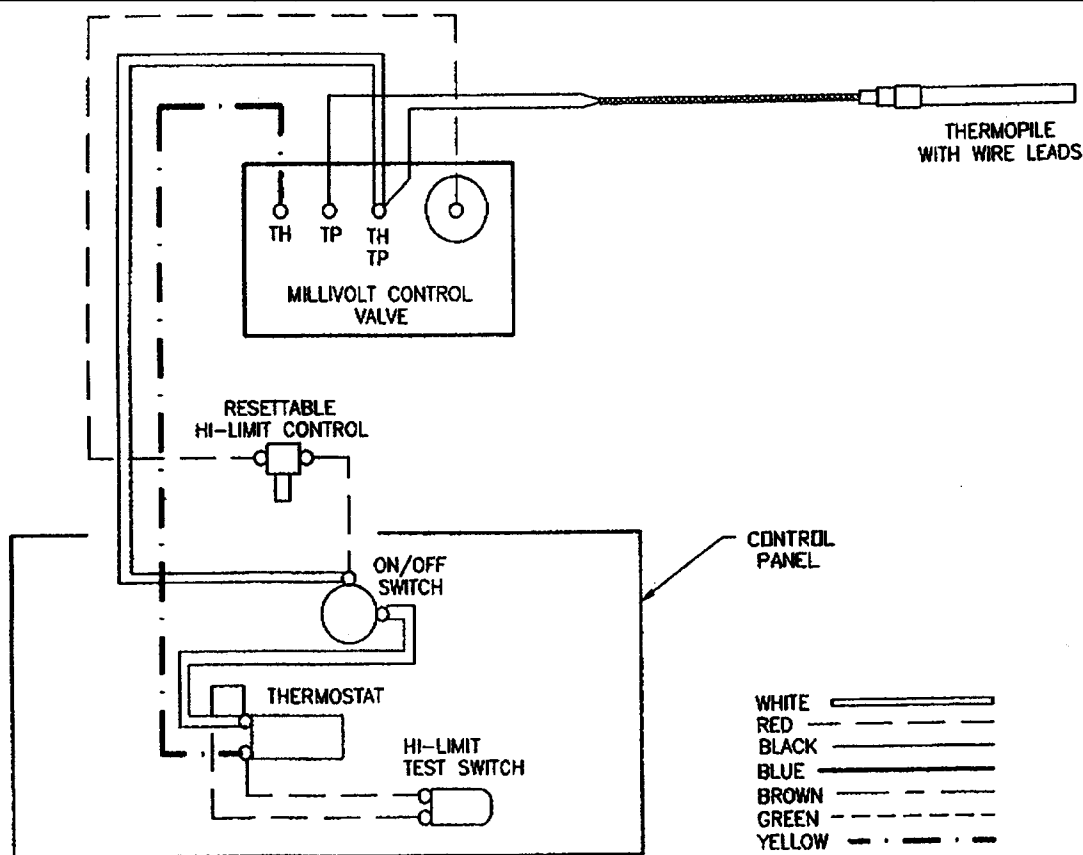 THERMOPILE
WITH WIRE LEADS
TH
TP
TH
TP
MILLIVOLT CONTROL
VALVE
RESETTABLE
HI-LIMIT CONTROL
CONTROL
PANEL
ON/OFF
SWITCH
THERMOSTAT
HI-LIMIT
TEST SWITCH
WHITE
RED
BLACK
BLUE
BROWN
GREEN
YELLOW